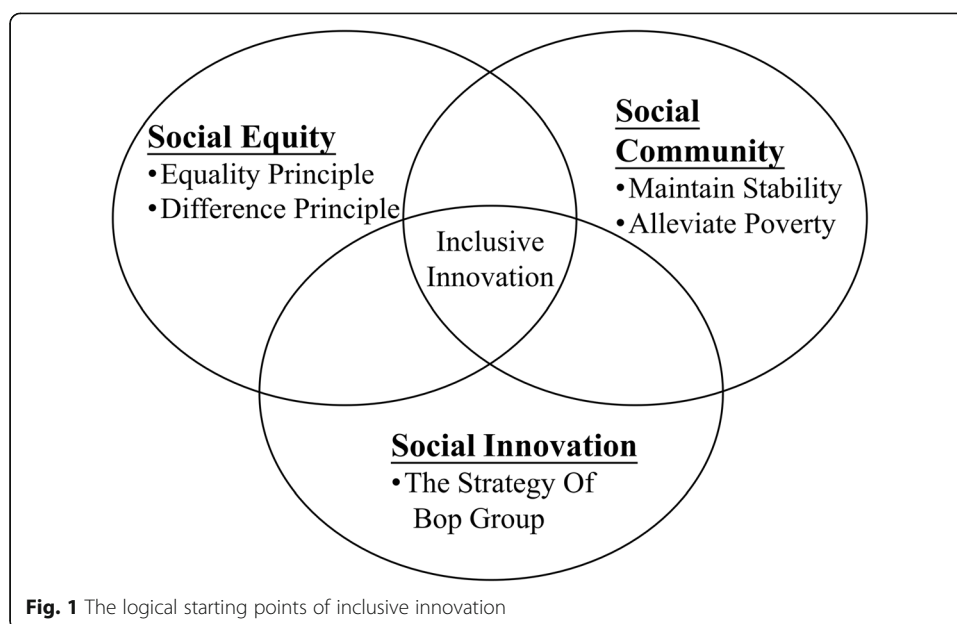 Social Equity
•Equality Principle
•Difference Principle
Social
Community
•Maintain Stability
•Alleviate Poverty
Inclusive
Innovation
Social Innovation
•The Strategy Of
Bop Group
Fig. 1 The logical starting points of inclusive innovation